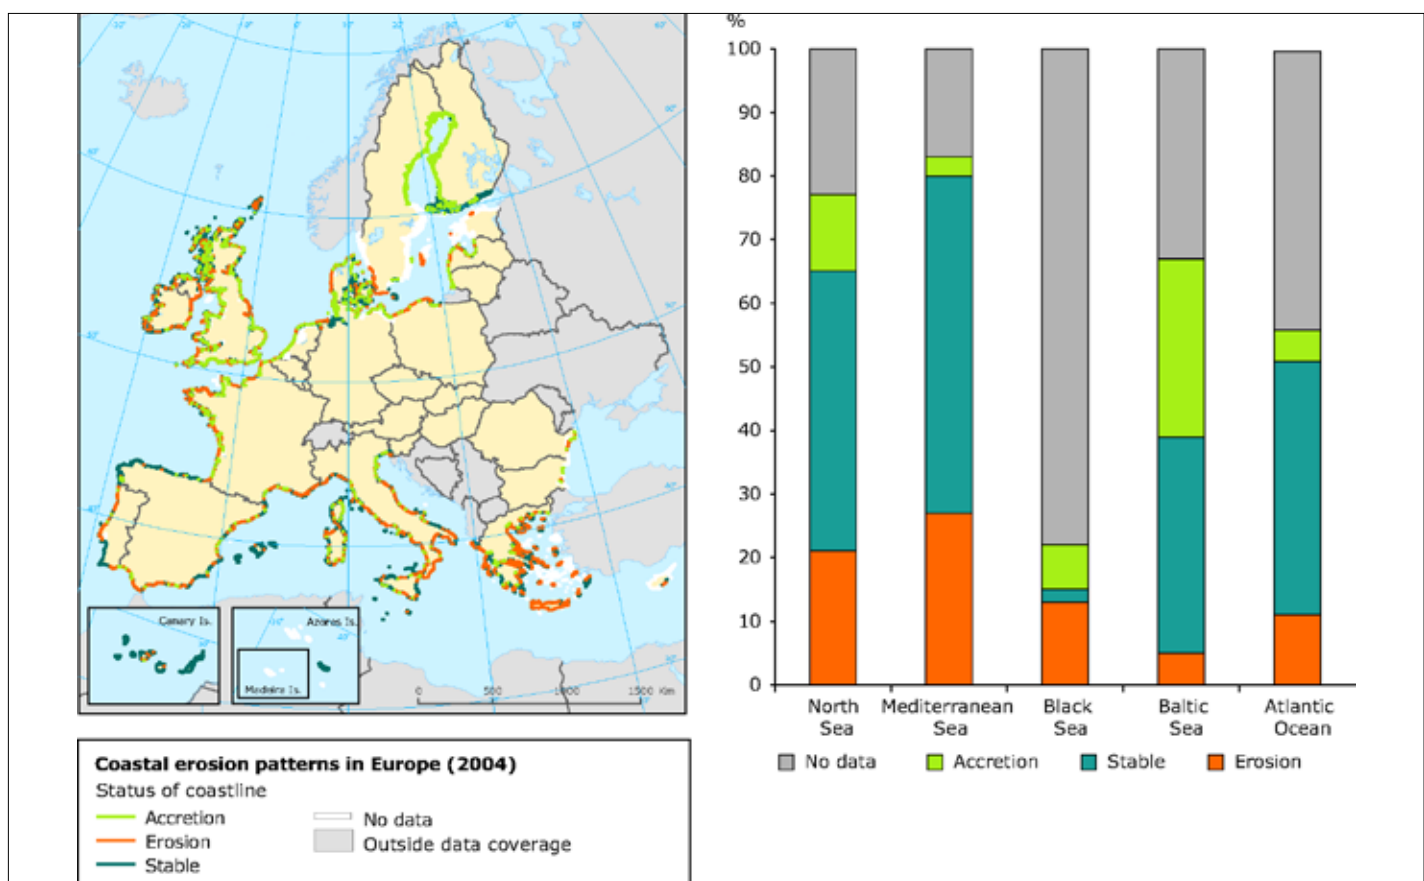 %
100
90
80
70
60
50
40
30
20
10
0
North Sea
Mediterranean Sea
Black Sea
Baltic Sea
Atlantic Ocean
No data
Accretion
Stable
Erosion
Canary Is.
Azores Is.
Madeira Is.
0 500 1000 1500 Km
Coastal erosion patterns in Europe (2004)
Status of coastline
Accretion
Erosion
Stable
No data
Outside data coverage